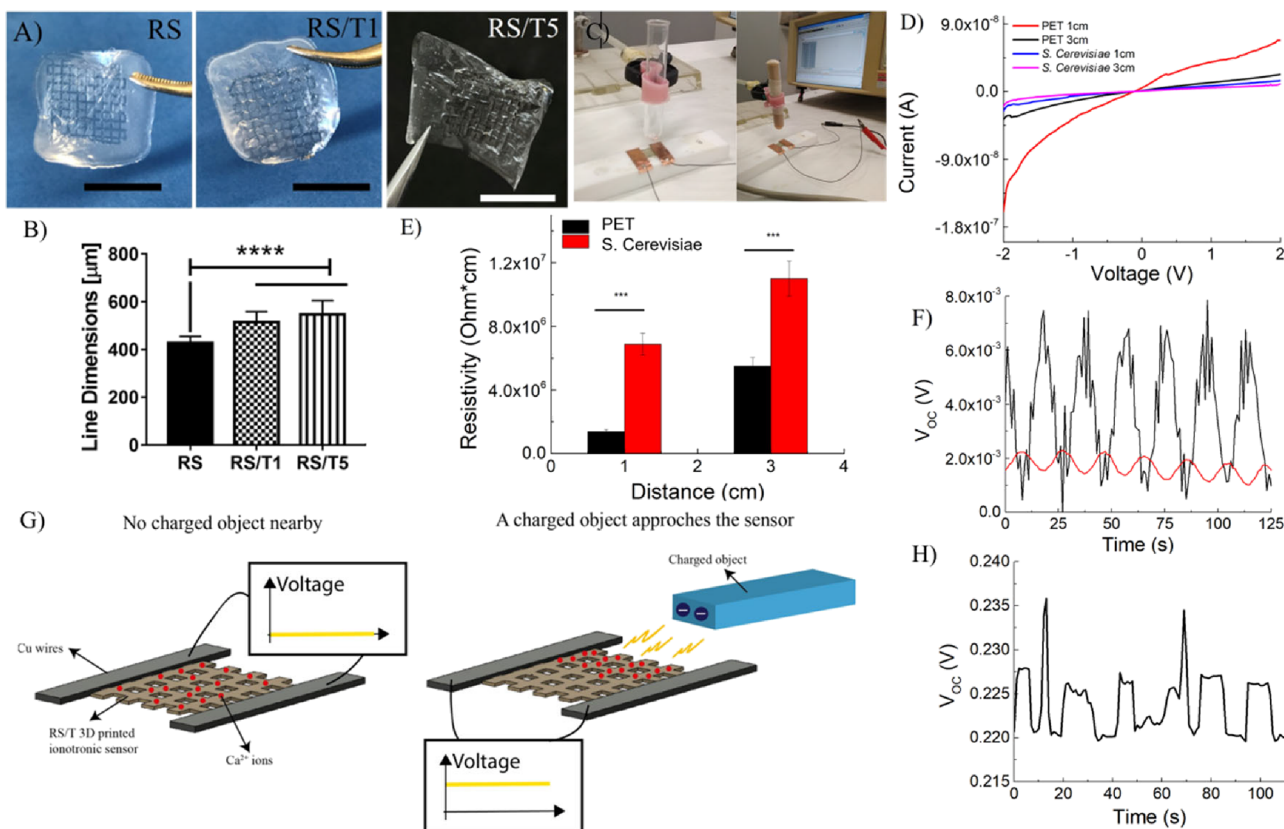 A)
RS
RS/T1
RS/T5
C)
D)
9.0x10⁻⁸
0.0
-9.0x10⁻⁸
-1.8x10⁻⁷
Current (A)
PET 1cm
PET 3cm
S. Cerevisiae 1cm
S. Cerevisiae 3cm
-2
-1
0
1
2
Voltage (V)
B)
800
600
400
200
0
Line Dimensions [µm]
****
RS
RS/T1
RS/T5
E)
PET
S. Cerevisiae
1.2x10⁷
8.0x10⁶
4.0x10⁶
0.0
Resistivity (Ohm*cm)
***
***
0
1
2
3
4
Distance (cm)
F)
8.0x10⁻³
6.0x10⁻³
4.0x10⁻³
2.0x10⁻³
0.0
V_OC (V)
0
25
50
75
100
125
Time (s)
G)
No charged object nearby
A charged object approches the sensor
Voltage
Cu wires
RS/T 3D printed
ionotronic sensor
Ca²⁺ ions
Charged object
Voltage
H)
0.240
0.235
0.230
0.225
0.220
0.215
V_OC (V)
0
20
40
60
80
100
Time (s)